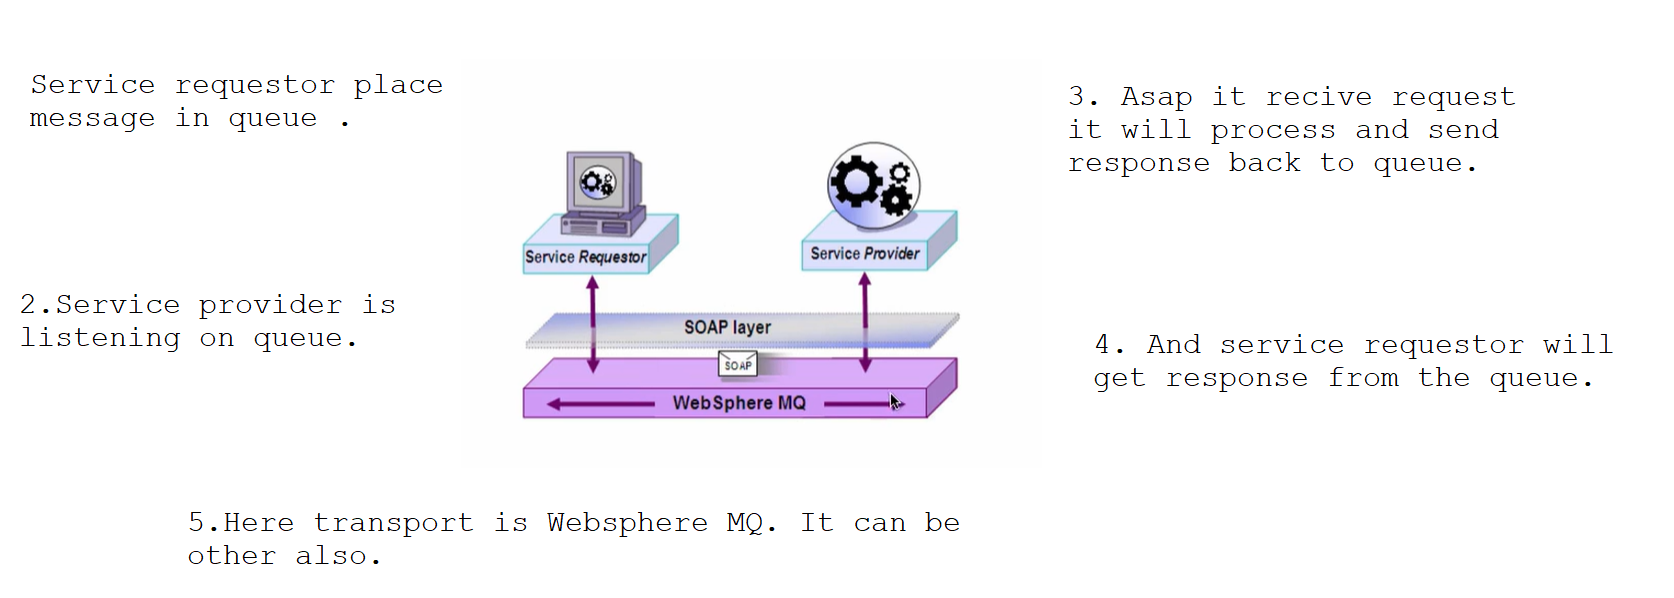 Service requestor place
message in queue .
2.Service provider is
listening on queue.
Service Requestor
Service Provider
SOAP layer
SOAP
WebSphere MQ
3. Asap it recive request
it will process and send
response back to queue.
4. And service requestor will
get response from the queue.
5.Here transport is Websphere MQ. It can be
other also.